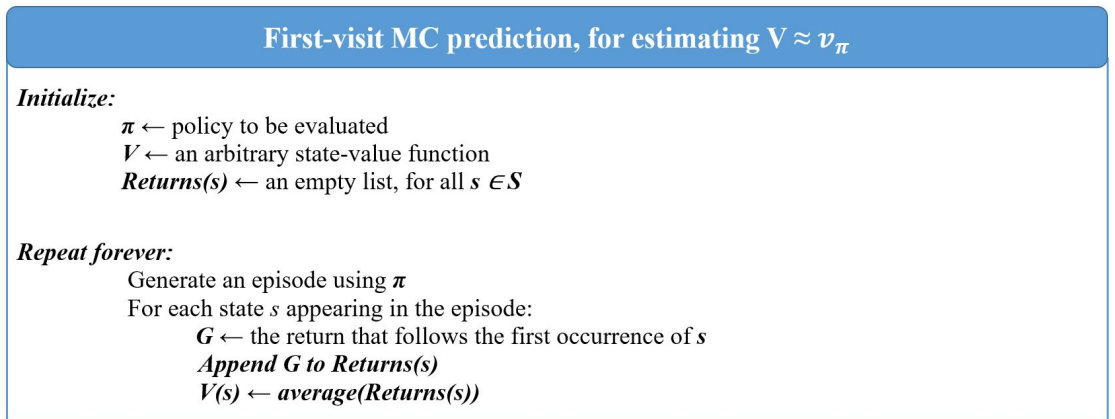 First-visit MC prediction, for estimating V ≈ v_π
Initialize:
π ← policy to be evaluated
V ← an arbitrary state-value function
Returns(s) ← an empty list, for all s ∈ S
Repeat forever:
Generate an episode using π
For each state s appearing in the episode:
G ← the return that follows the first occurrence of s
Append G to Returns(s)
V(s) ← average(Returns(s))